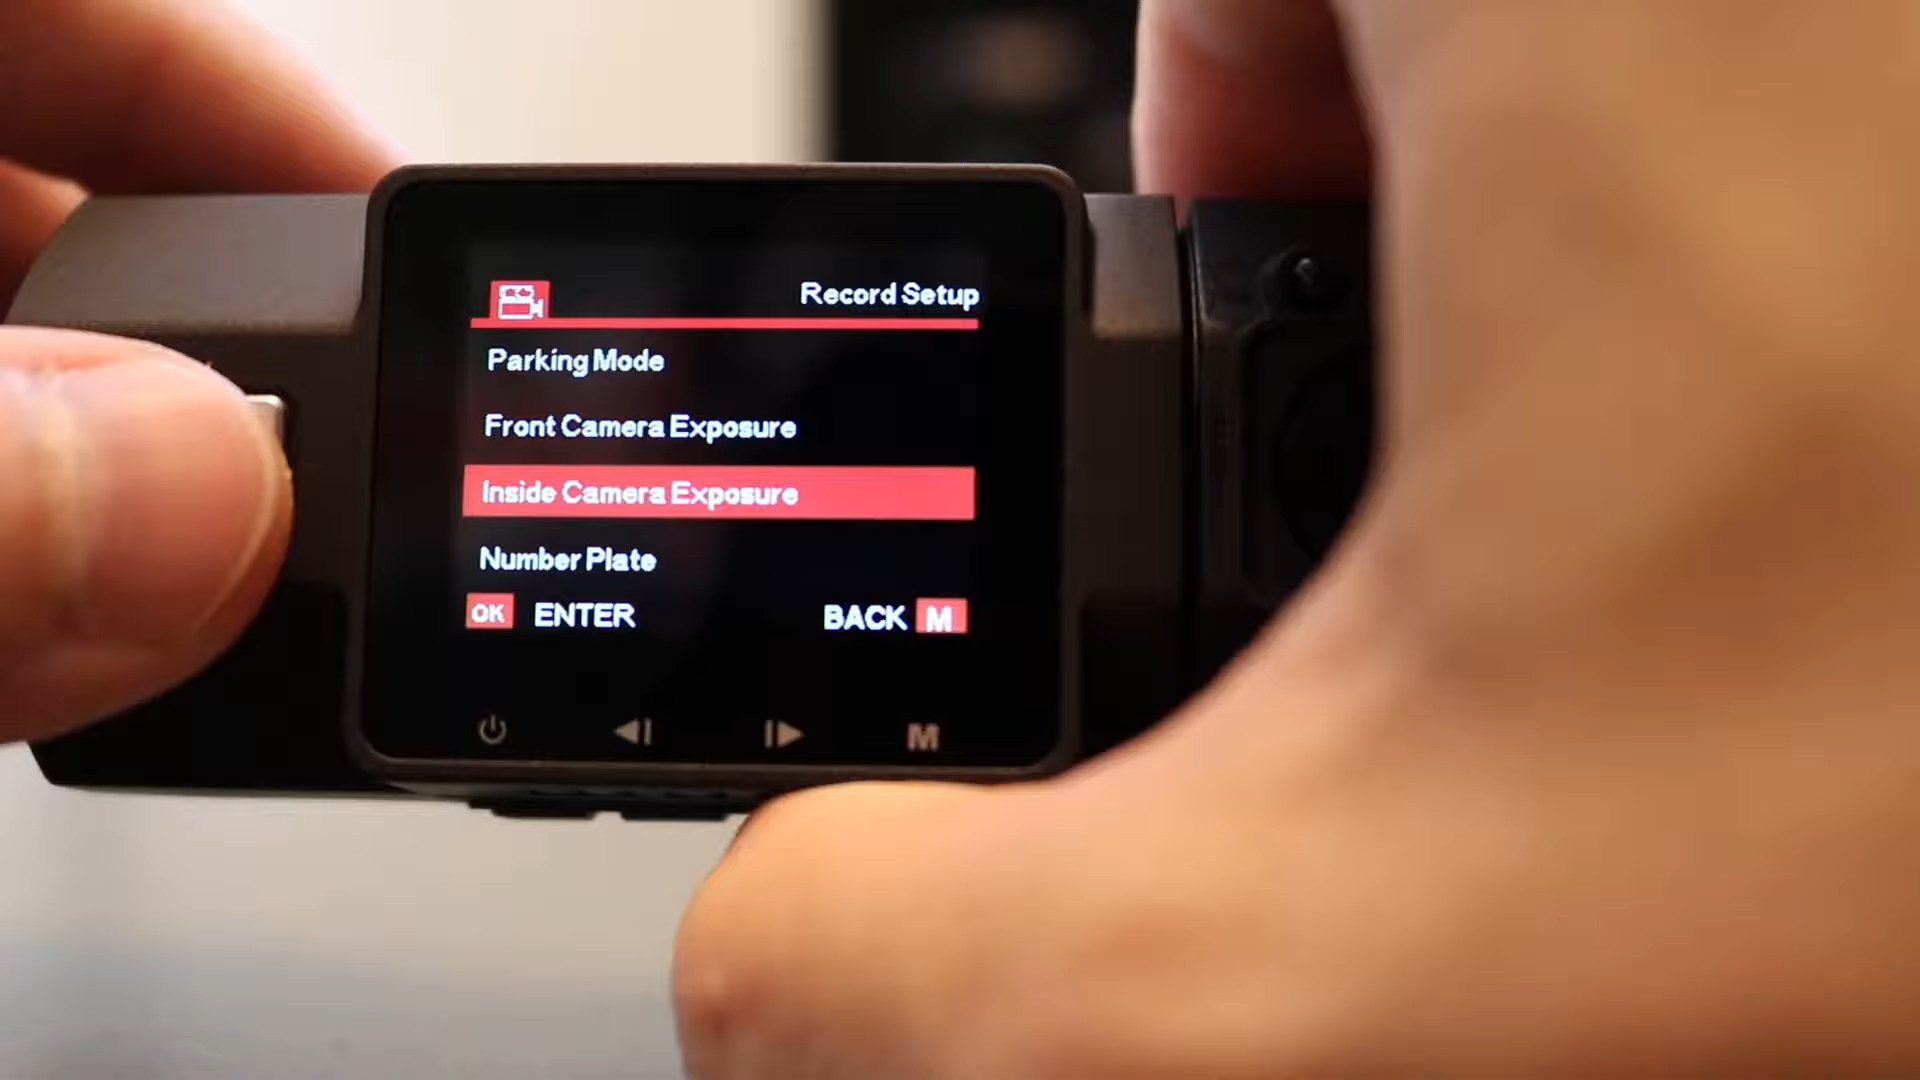 Record Setup
Parking Mode
Front Camera Exposure
Inside Camera Exposure
Number Plate
OK ENTER BACK M
M